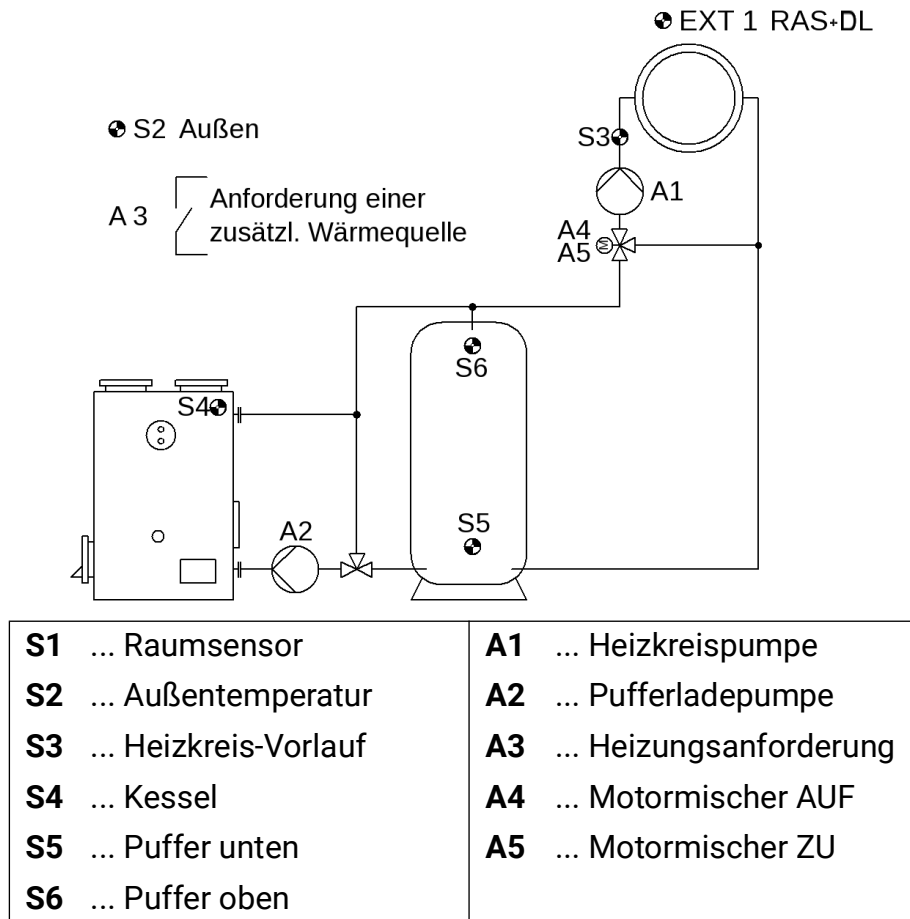 EXT 1 RAS+DL
S2 Außen
S3
A 3
Anforderung einer
zusätzl. Wärmequelle
A1
A4
A5
M
S6
S4
S5
A2
S1 ... Raumsensor
S2 ... Außentemperatur
S3 ... Heizkreis-Vorlauf
S4 ... Kessel
S5 ... Puffer unten
S6 ... Puffer oben
A1 ... Heizkreispumpe
A2 ... Pufferladepumpe
A3 ... Heizungsanforderung
A4 ... Motormischer AUF
A5 ... Motormischer ZU